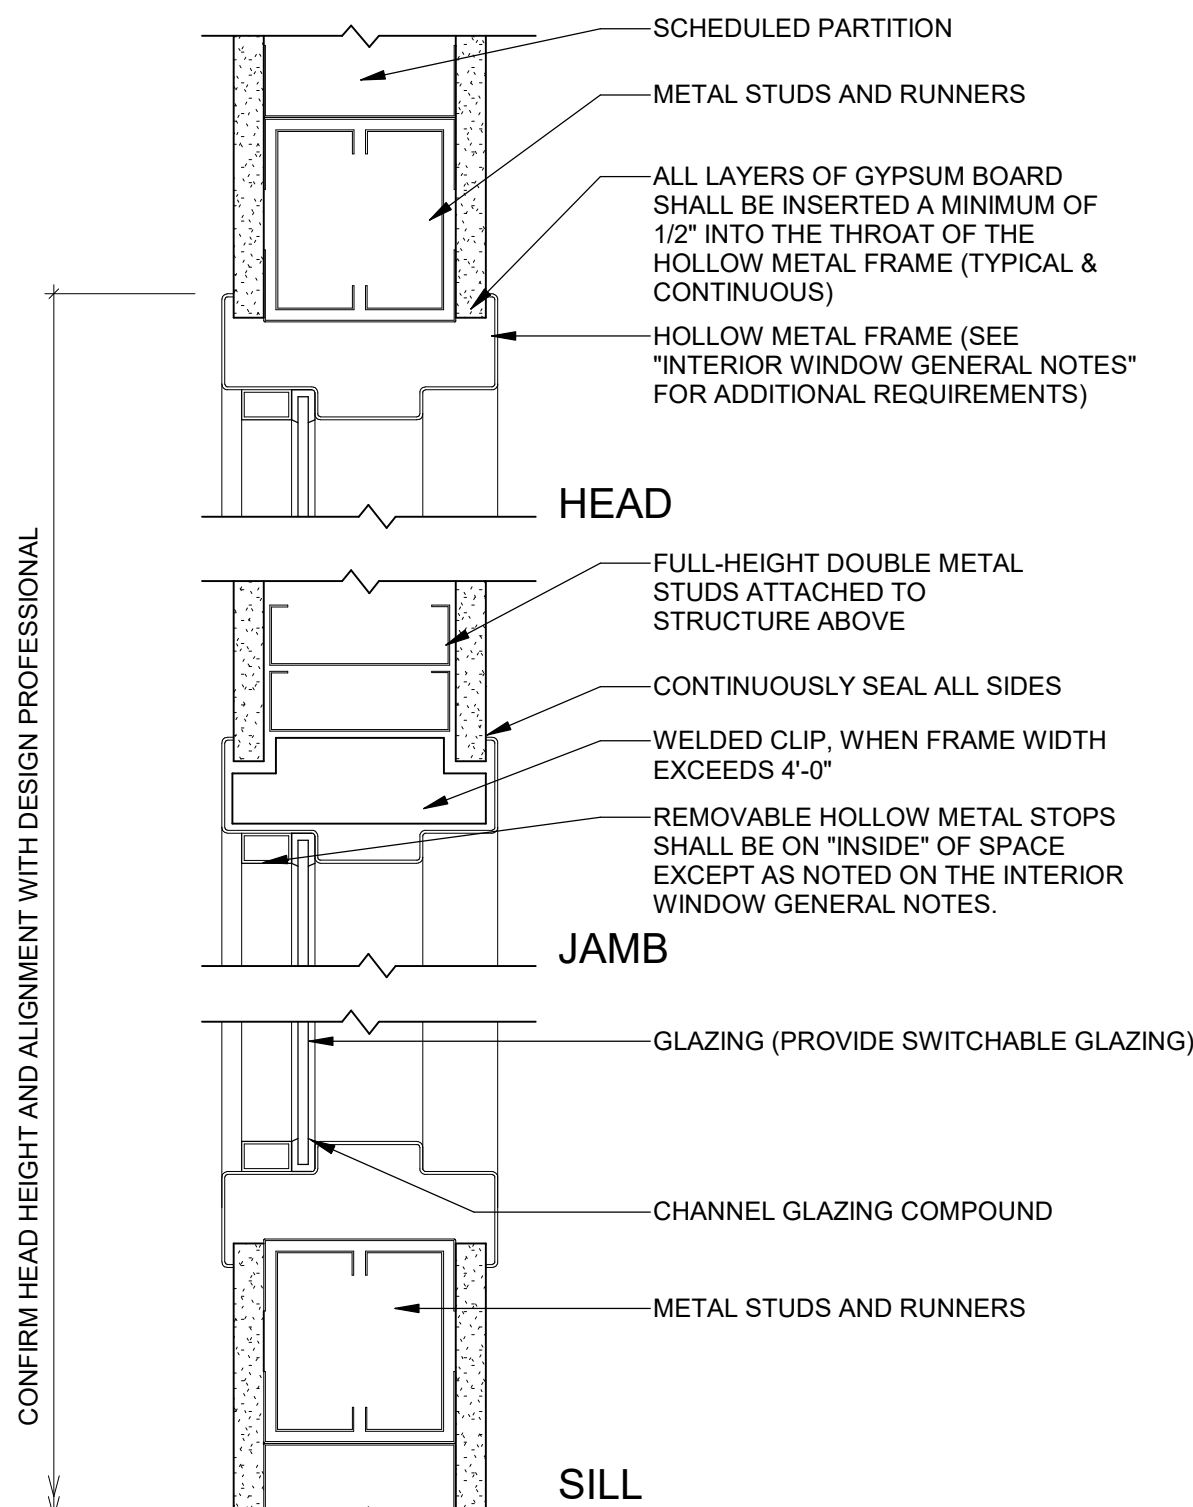 SCHEDULED PARTITION
METAL STUDS AND RUNNERS
ALL LAYERS OF GYPSUM BOARD
SHALL BE INSERTED A MINIMUM OF
1/2" INTO THE THROAT OF THE
HOLLOW METAL FRAME (TYPICAL &
CONTINUOUS)
HOLLOW METAL FRAME (SEE
"INTERIOR WINDOW GENERAL NOTES"
FOR ADDITIONAL REQUIREMENTS)
HEAD
FULL-HEIGHT DOUBLE METAL
STUDS ATTACHED TO
STRUCTURE ABOVE
CONTINUOUSLY SEAL ALL SIDES
WELDED CLIP, WHEN FRAME WIDTH
EXCEEDS 4'-0"
REMOVABLE HOLLOW METAL STOPS
SHALL BE ON "INSIDE" OF SPACE
EXCEPT AS NOTED ON THE INTERIOR
WINDOW GENERAL NOTES.
JAMB
GLAZING (PROVIDE SWITCHABLE GLAZING)
CHANNEL GLAZING COMPOUND
METAL STUDS AND RUNNERS
SILL
CONFIRM HEAD HEIGHT AND ALIGNMENT WITH DESIGN PROFESSIONAL